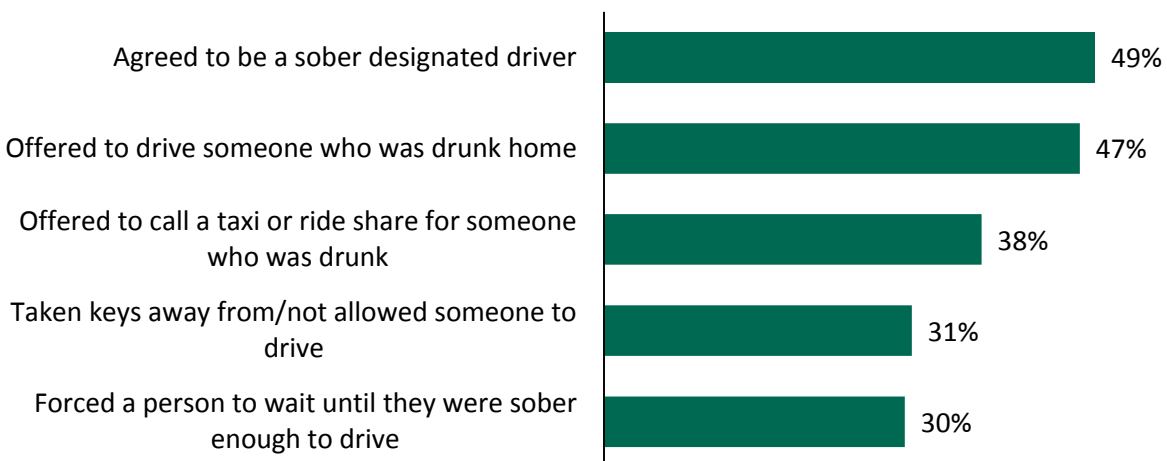 Agreed to be a sober designated driver
49%
Offered to drive someone who was drunk home
47%
Offered to call a taxi or ride share for someone
who was drunk
38%
Taken keys away from/not allowed someone to
drive
31%
Forced a person to wait until they were sober
enough to drive
30%